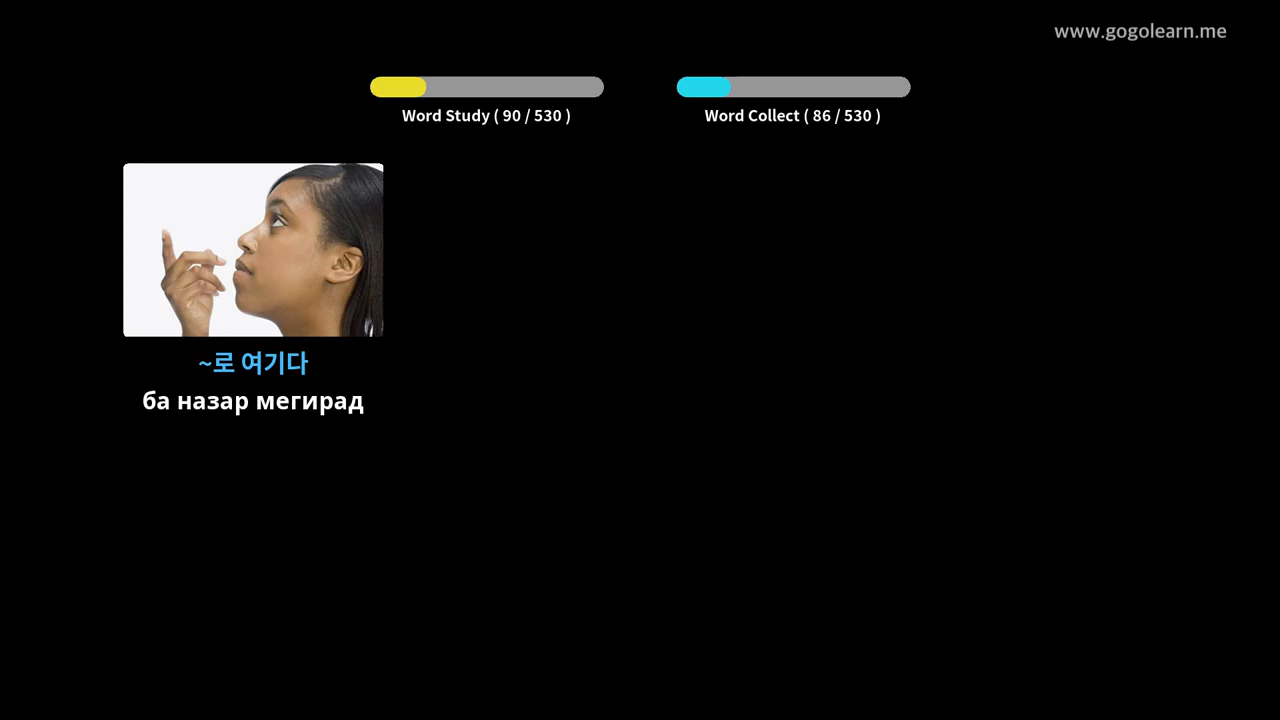 www.gogolearn.me
Word Study ( 90 / 530 )
Word Collect ( 86 / 530 )
~로 여기다
ба назар мегирад